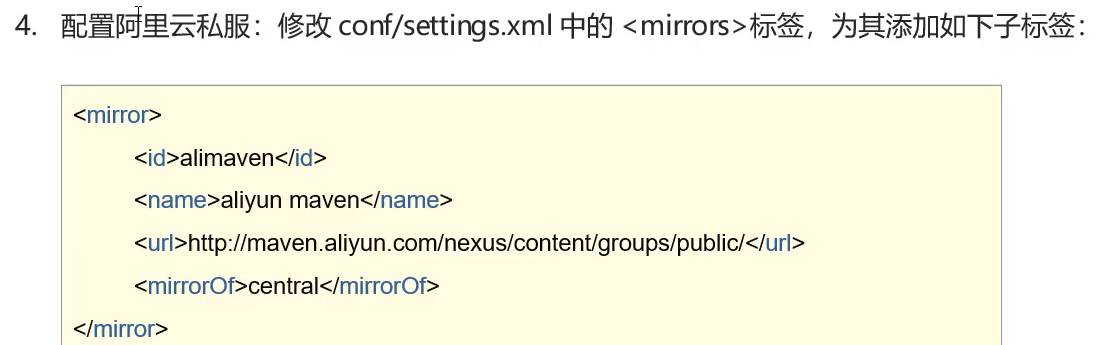 4. 配置阿里云私服：修改 conf/settings.xml 中的 <mirrors>标签，为其添加如下子标签：
<mirror>
<id>alimaven</id>
<name>aliyun maven</name>
<url>http://maven.aliyun.com/nexus/content/groups/public/</url>
<mirrorOf>central</mirrorOf>
</mirror>